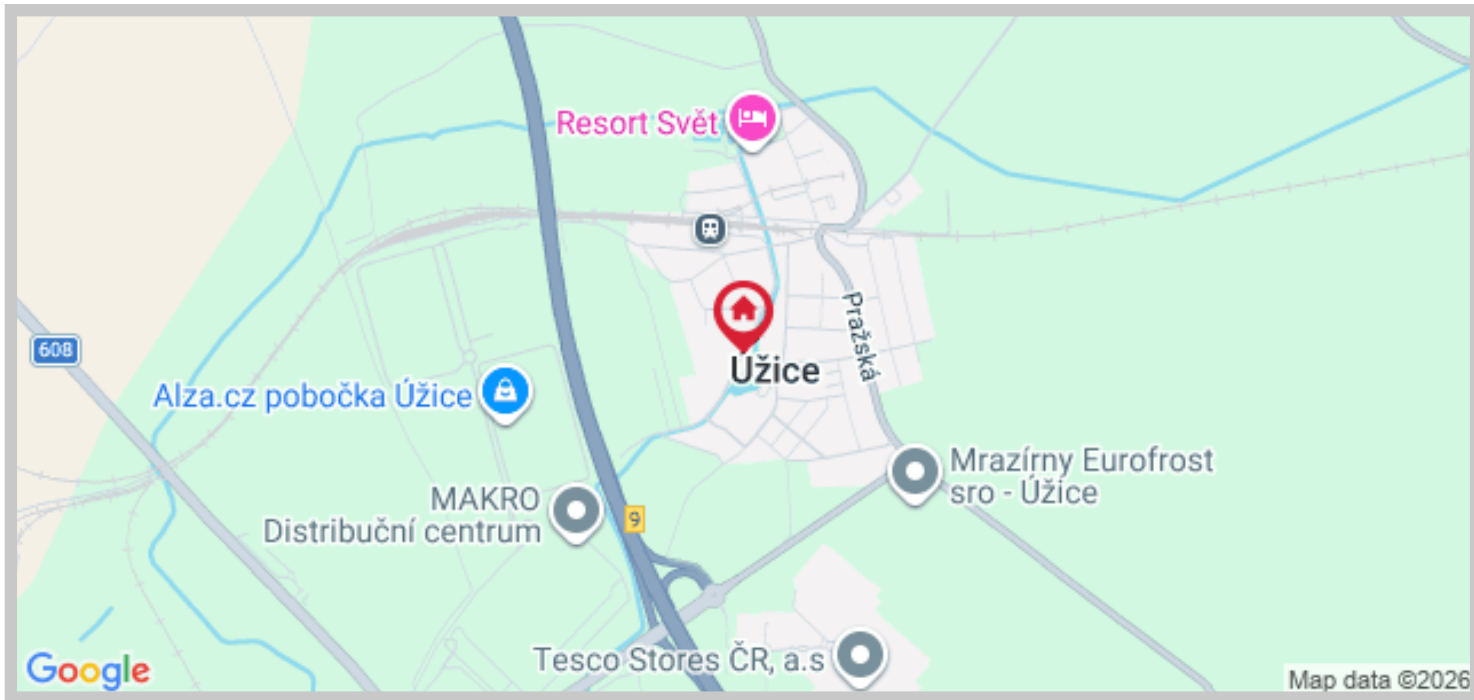 Resort Svět
Pražská
608
Úžice
Alza.cz pobočka Úžice
Mrazírny Eurofrost
sro - Úžice
MAKRO
Distribuční centrum
9
Tesco Stores ČR, a.s
Google
Map data ©2026